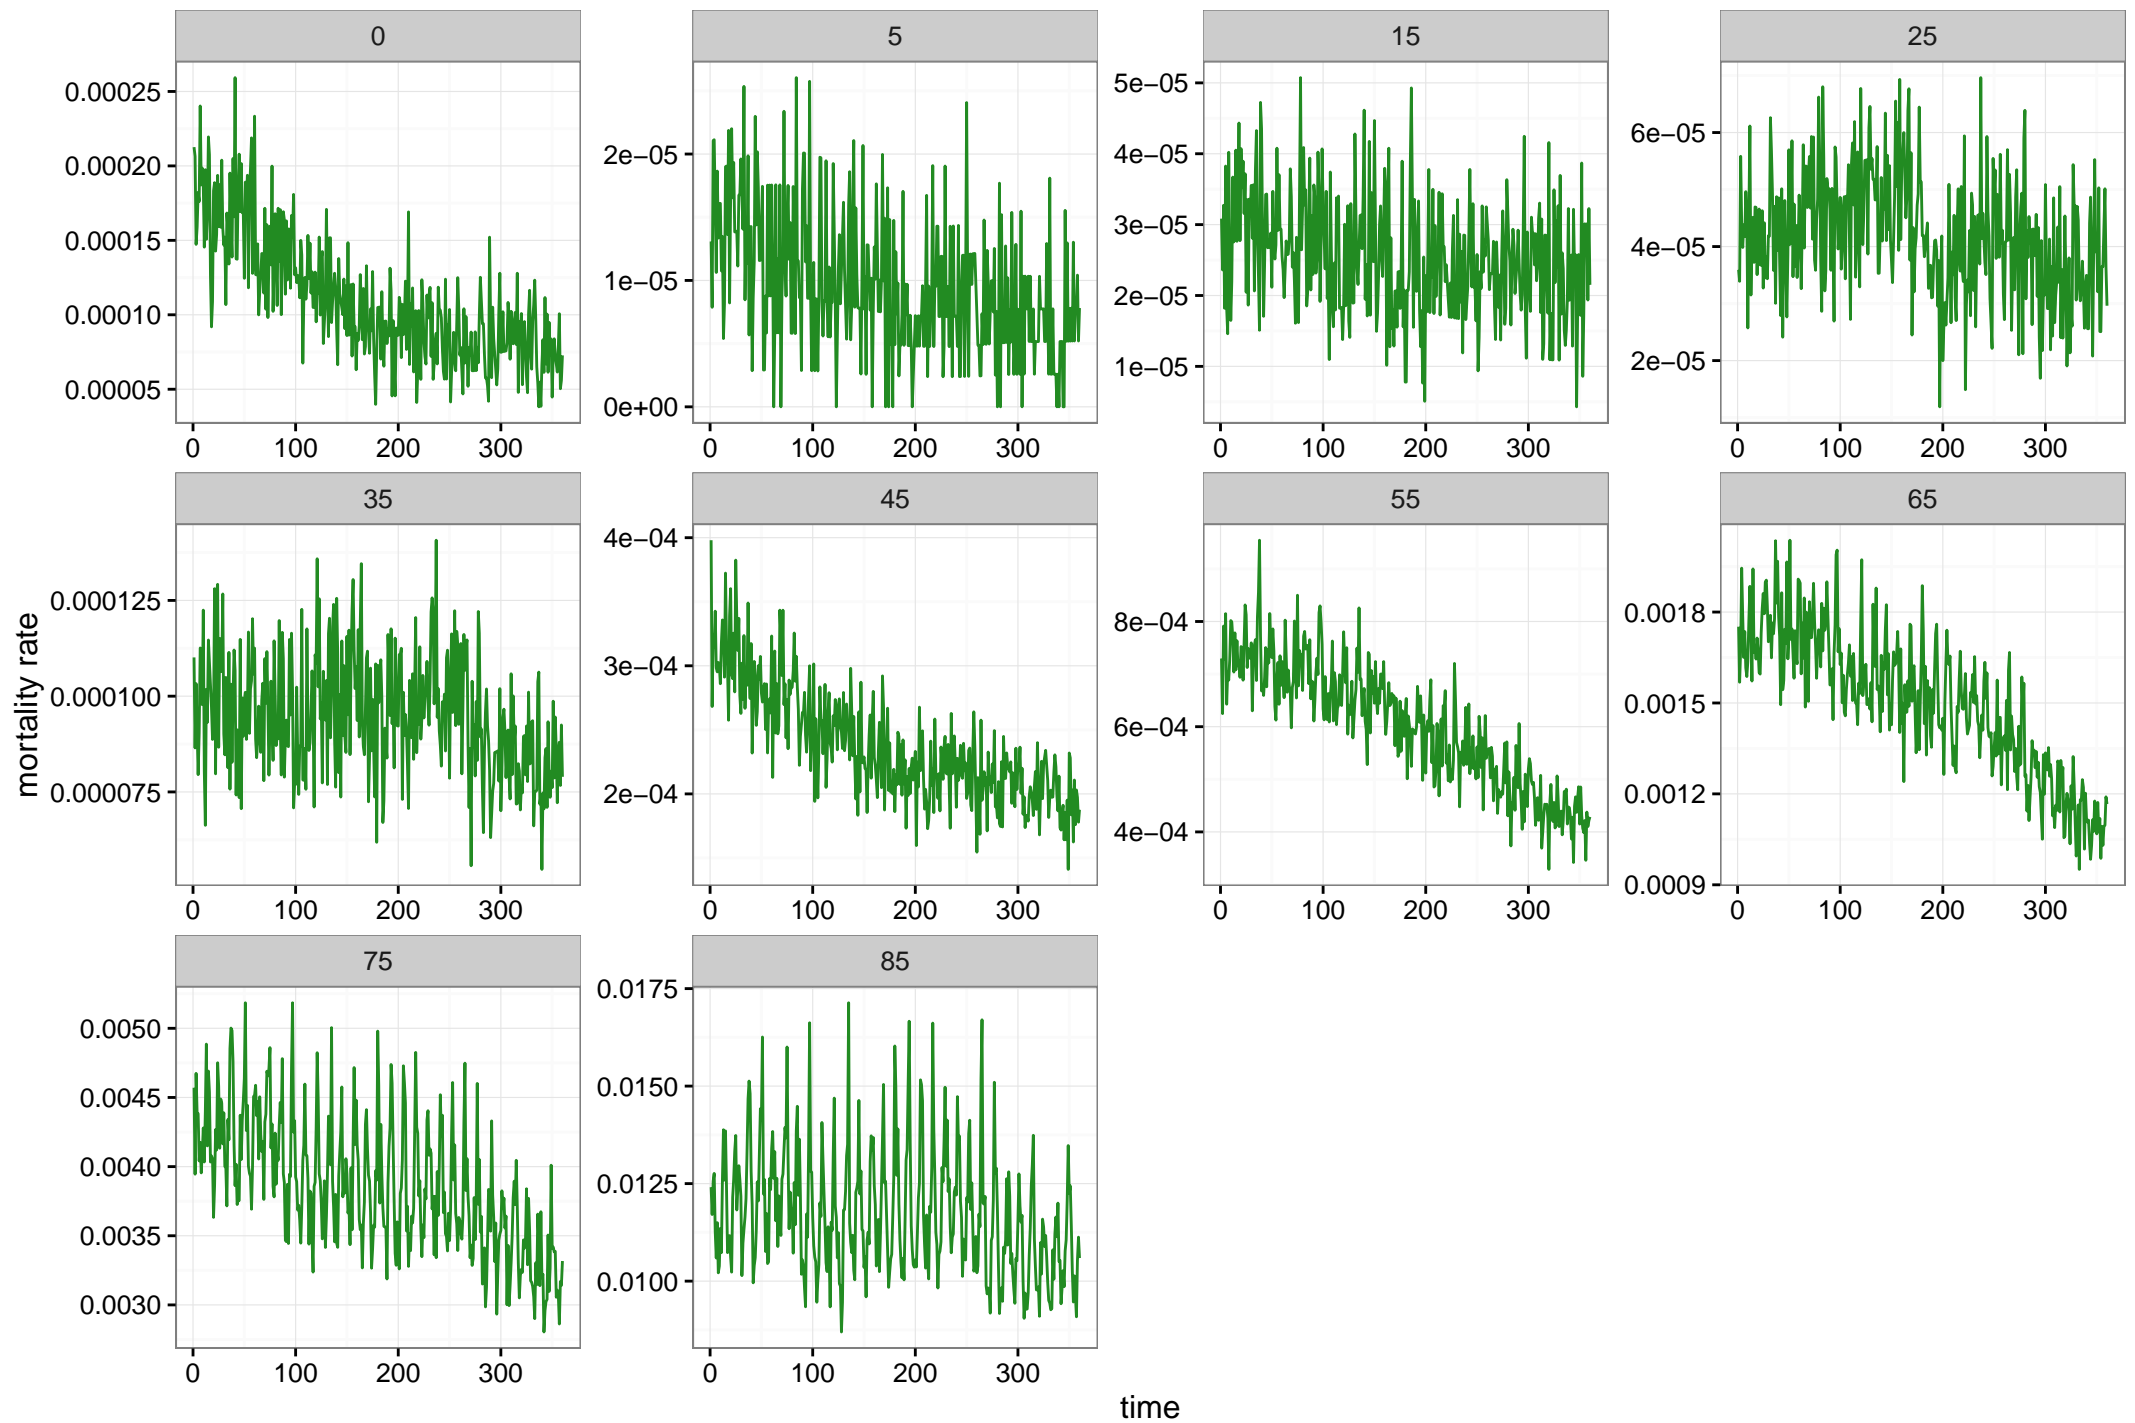 0 5 15 25
0.00025 0.00020 0.00015 0.00010 0.00005
2e−05 1e−05 0e+00
5e−05 4e−05 3e−05 2e−05 1e−05
6e−05 4e−05 2e−05
0 100 200 300 0 100 200 300 0 100 200 300 0 100 200 300
35 45 55 65
mortality rate
0.000125 0.000100 0.000075
4e−04 3e−04 2e−04
8e−04 6e−04 4e−04
0.0018 0.0015 0.0012 0.0009
0 100 200 300 0 100 200 300 0 100 200 300 0 100 200 300
75 85
0.0050 0.0045 0.0040 0.0035 0.0030
0.0175 0.0150 0.0125 0.0100
0 100 200 300 0 100 200 300
time